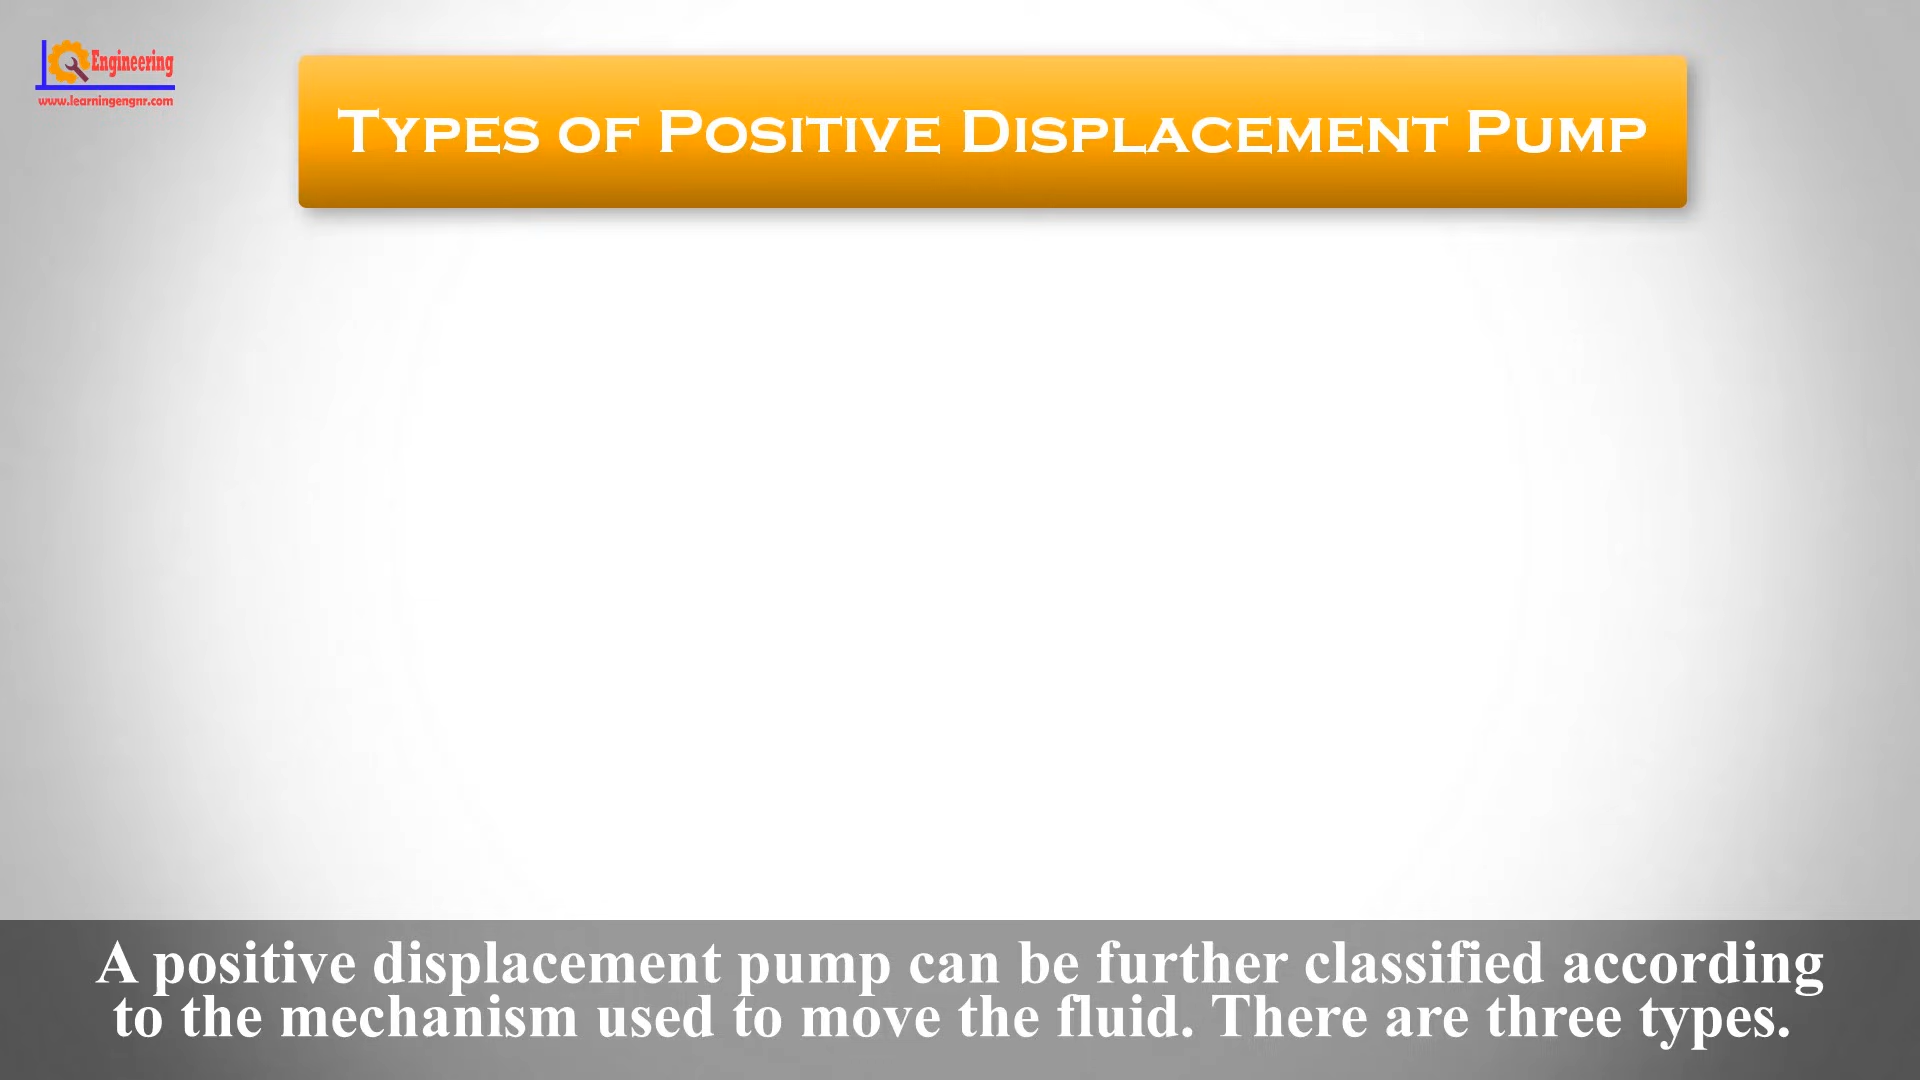 Engineering
www.learningengnr.com
Types of Positive Displacement Pump
A positive displacement pump can be further classified according
to the mechanism used to move the fluid. There are three types.